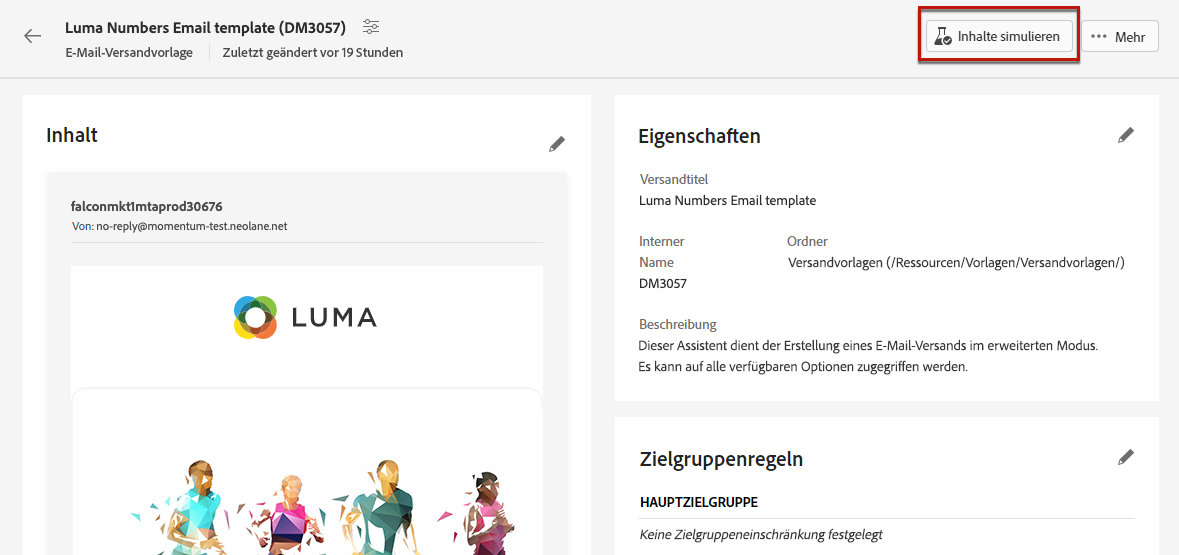 Luma Numbers Email template (DM3057)
E-Mail-Versandvorlage
Zuletzt geändert vor 19 Stunden
Inhalte simulieren
Mehr
Inhalt
falconmkt1mtaprod30676
Von: no-reply@momentum-test.neolane.net
LUMA
Eigenschaften
Versandtitel
Luma Numbers Email template
Interner
Name
DM3057
Ordner
Versandvorlagen (/Ressourcen/Vorlagen/Versandvorlagen/)
Beschreibung
Dieser Assistent dient der Erstellung eines E-Mail-Versands im erweiterten Modus.
Es kann auf alle verfügbaren Optionen zugegriffen werden.
Zielgruppenregeln
HAUPTZIELGRUPPE
Keine Zielgruppeneinschränkung festgelegt